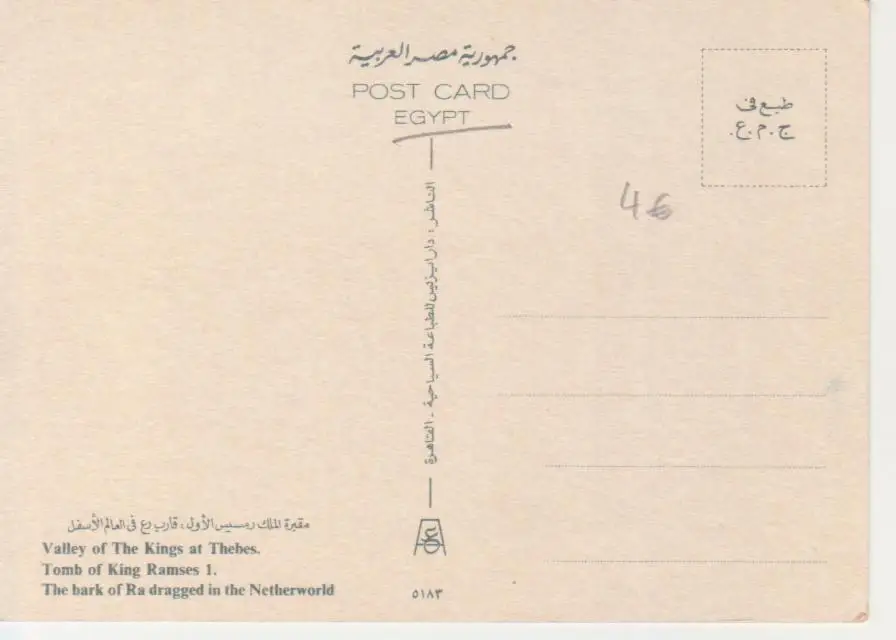 جمهورية مصر العربية
POST CARD
EGYPT
طبع في
ج.م.ع.
46
الناشر: دار ايزيس للطباعة السياحية - القاهرة
مقبرة الملك رمسيس الأول، قارب رع في العالم الأسفل
Valley of The Kings at Thebes.
Tomb of King Ramses 1.
The bark of Ra dragged in the Netherworld
٥١٨٣